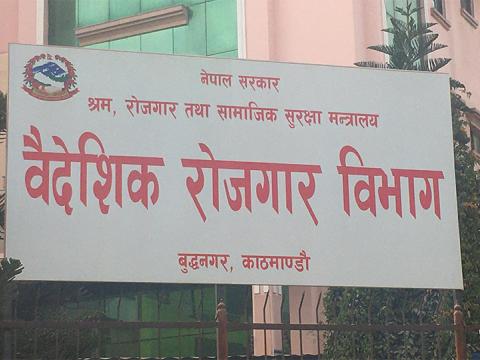 नेपाल सरकार
श्रम, रोजगार तथा सामाजिक सुरक्षा मन्त्रालय
वैदेशिक रोजगार विभाग
बुद्धनगर, काठमाण्डौ